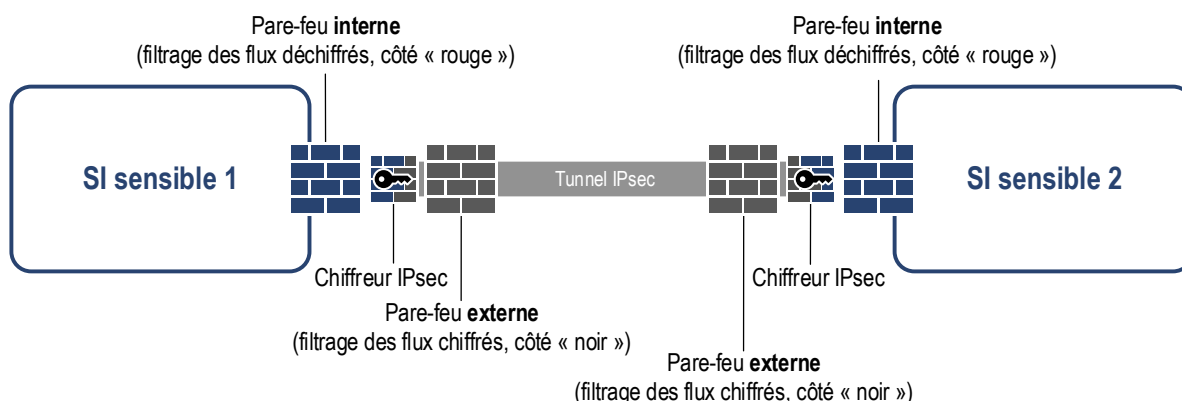 Pare-feu interne
(filtrage des flux déchiffrés, côté « rouge »)
Pare-feu interne
(filtrage des flux déchiffrés, côté « rouge »)
SI sensible 1
Tunnel IPsec
SI sensible 2
Chiffreur IPsec
Chiffreur IPsec
Pare-feu externe
(filtrage des flux chiffrés, côté « noir »)
Pare-feu externe
(filtrage des flux chiffrés, côté « noir »)